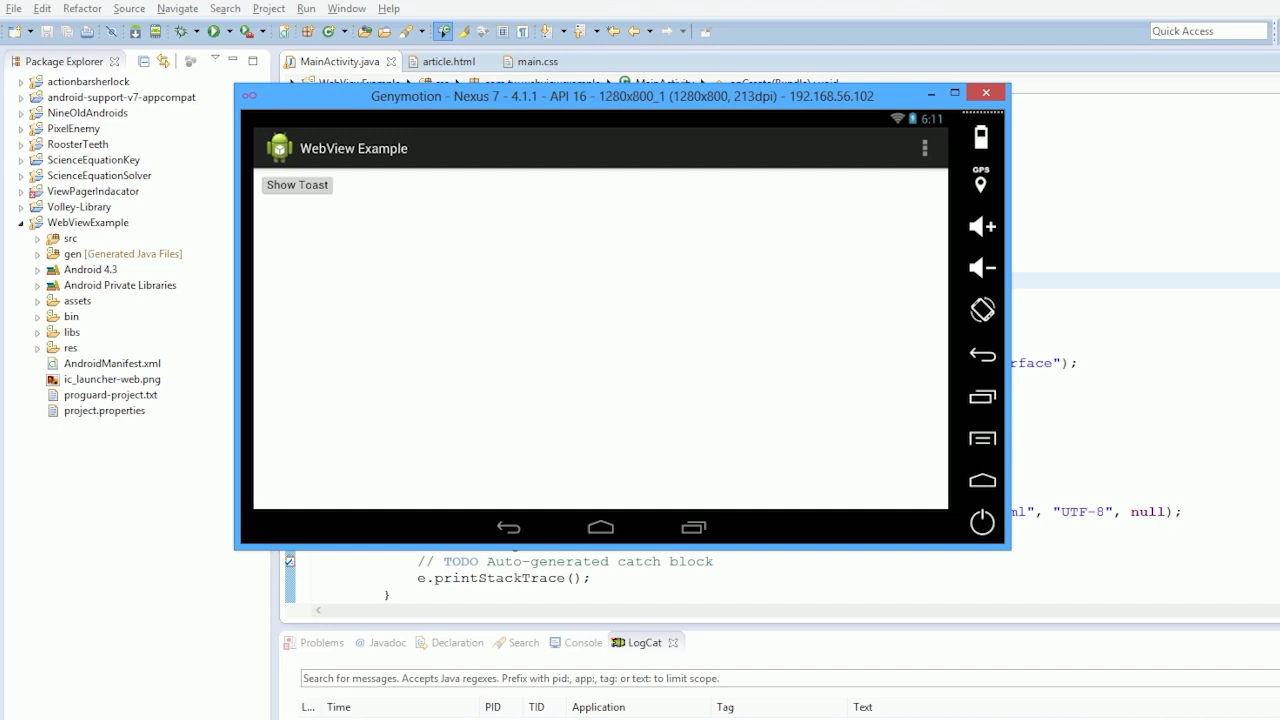 File Edit Refactor Source Navigate Search Project Run Window Help
Quick Access
Package Explorer
MainActivity.java article.html main.css
actionbarsherlock
android-support-v7-appcompat
NineOldAndroids
PixelEnemy
RoosterTeeth
ScienceEquationKey
ScienceEquationSolver
ViewPagerIndacator
Volley-Library
WebViewExample
src
gen [Generated Java Files]
Android 4.3
Android Private Libraries
assets
bin
libs
res
AndroidManifest.xml
ic_launcher-web.png
proguard-project.txt
project.properties
Genymotion - Nexus 7 - 4.1.1 - API 16 - 1280x800_1 (1280x800, 213dpi) - 192.168.56.102
6:11
WebView Example
Show Toast
GPS
rface");
ml", "UTF-8", null);
// TODO Auto-generated catch block
e.printStackTrace();
}
Problems @ Javadoc Declaration Search Console LogCat
Search for messages. Accepts Java regexes. Prefix with pid:, app:, tag: or text: to limit scope.
L... Time PID TID Application Tag Text